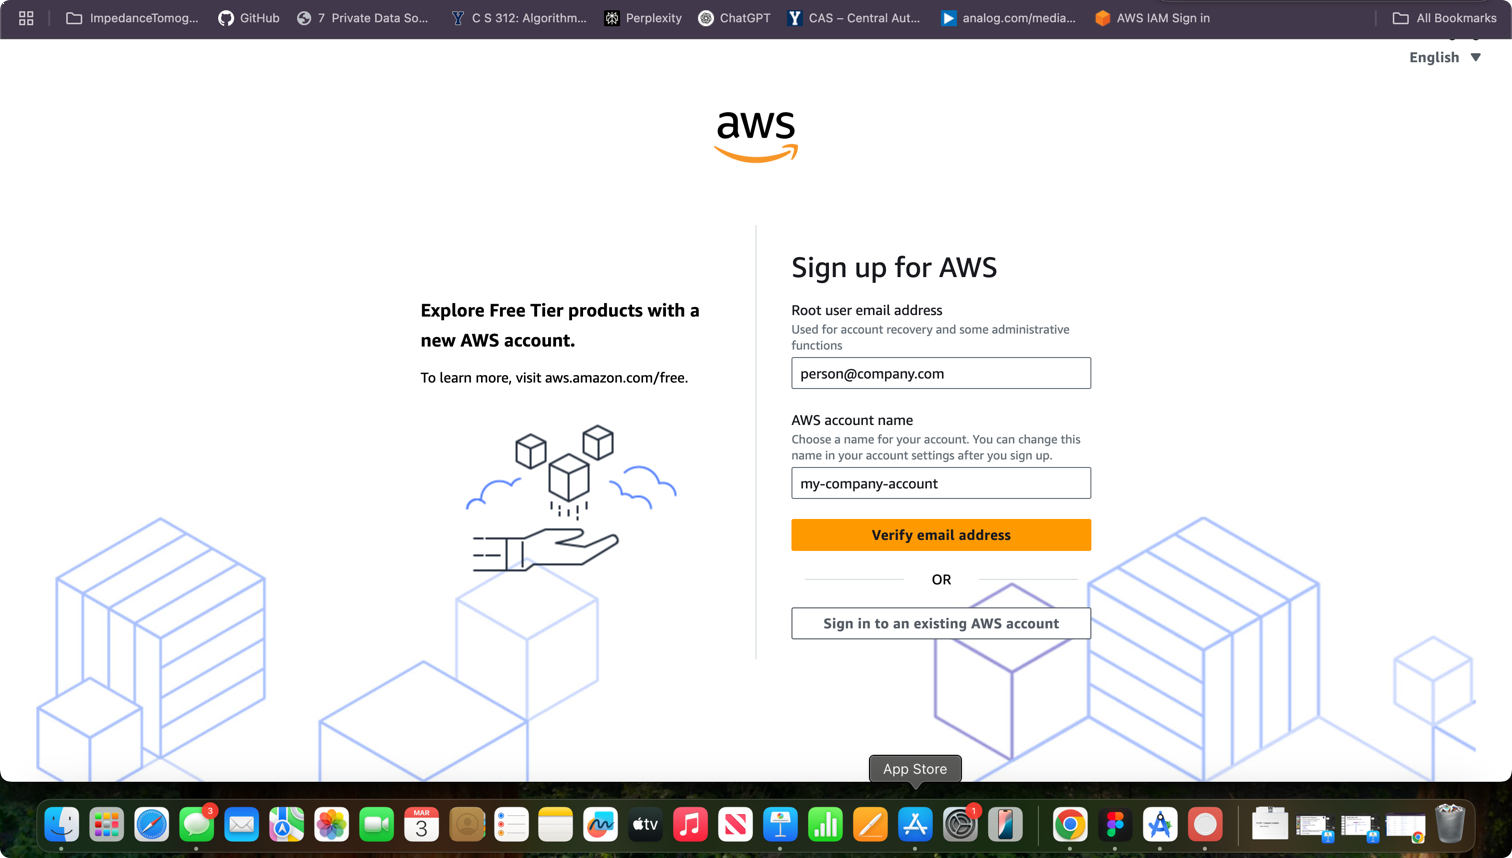 ImpedanceTomog...
GitHub
7 Private Data So...
C S 312: Algorithm...
Perplexity
ChatGPT
CAS – Central Aut...
analog.com/media...
AWS IAM Sign in
All Bookmarks
English
aws
Explore Free Tier products with a
new AWS account.
To learn more, visit aws.amazon.com/free.
Sign up for AWS
Root user email address
Used for account recovery and some administrative
functions
person@company.com
AWS account name
Choose a name for your account. You can change this
name in your account settings after you sign up.
my-company-account
Verify email address
OR
Sign in to an existing AWS account
App Store
3
MAR
3
tv
1